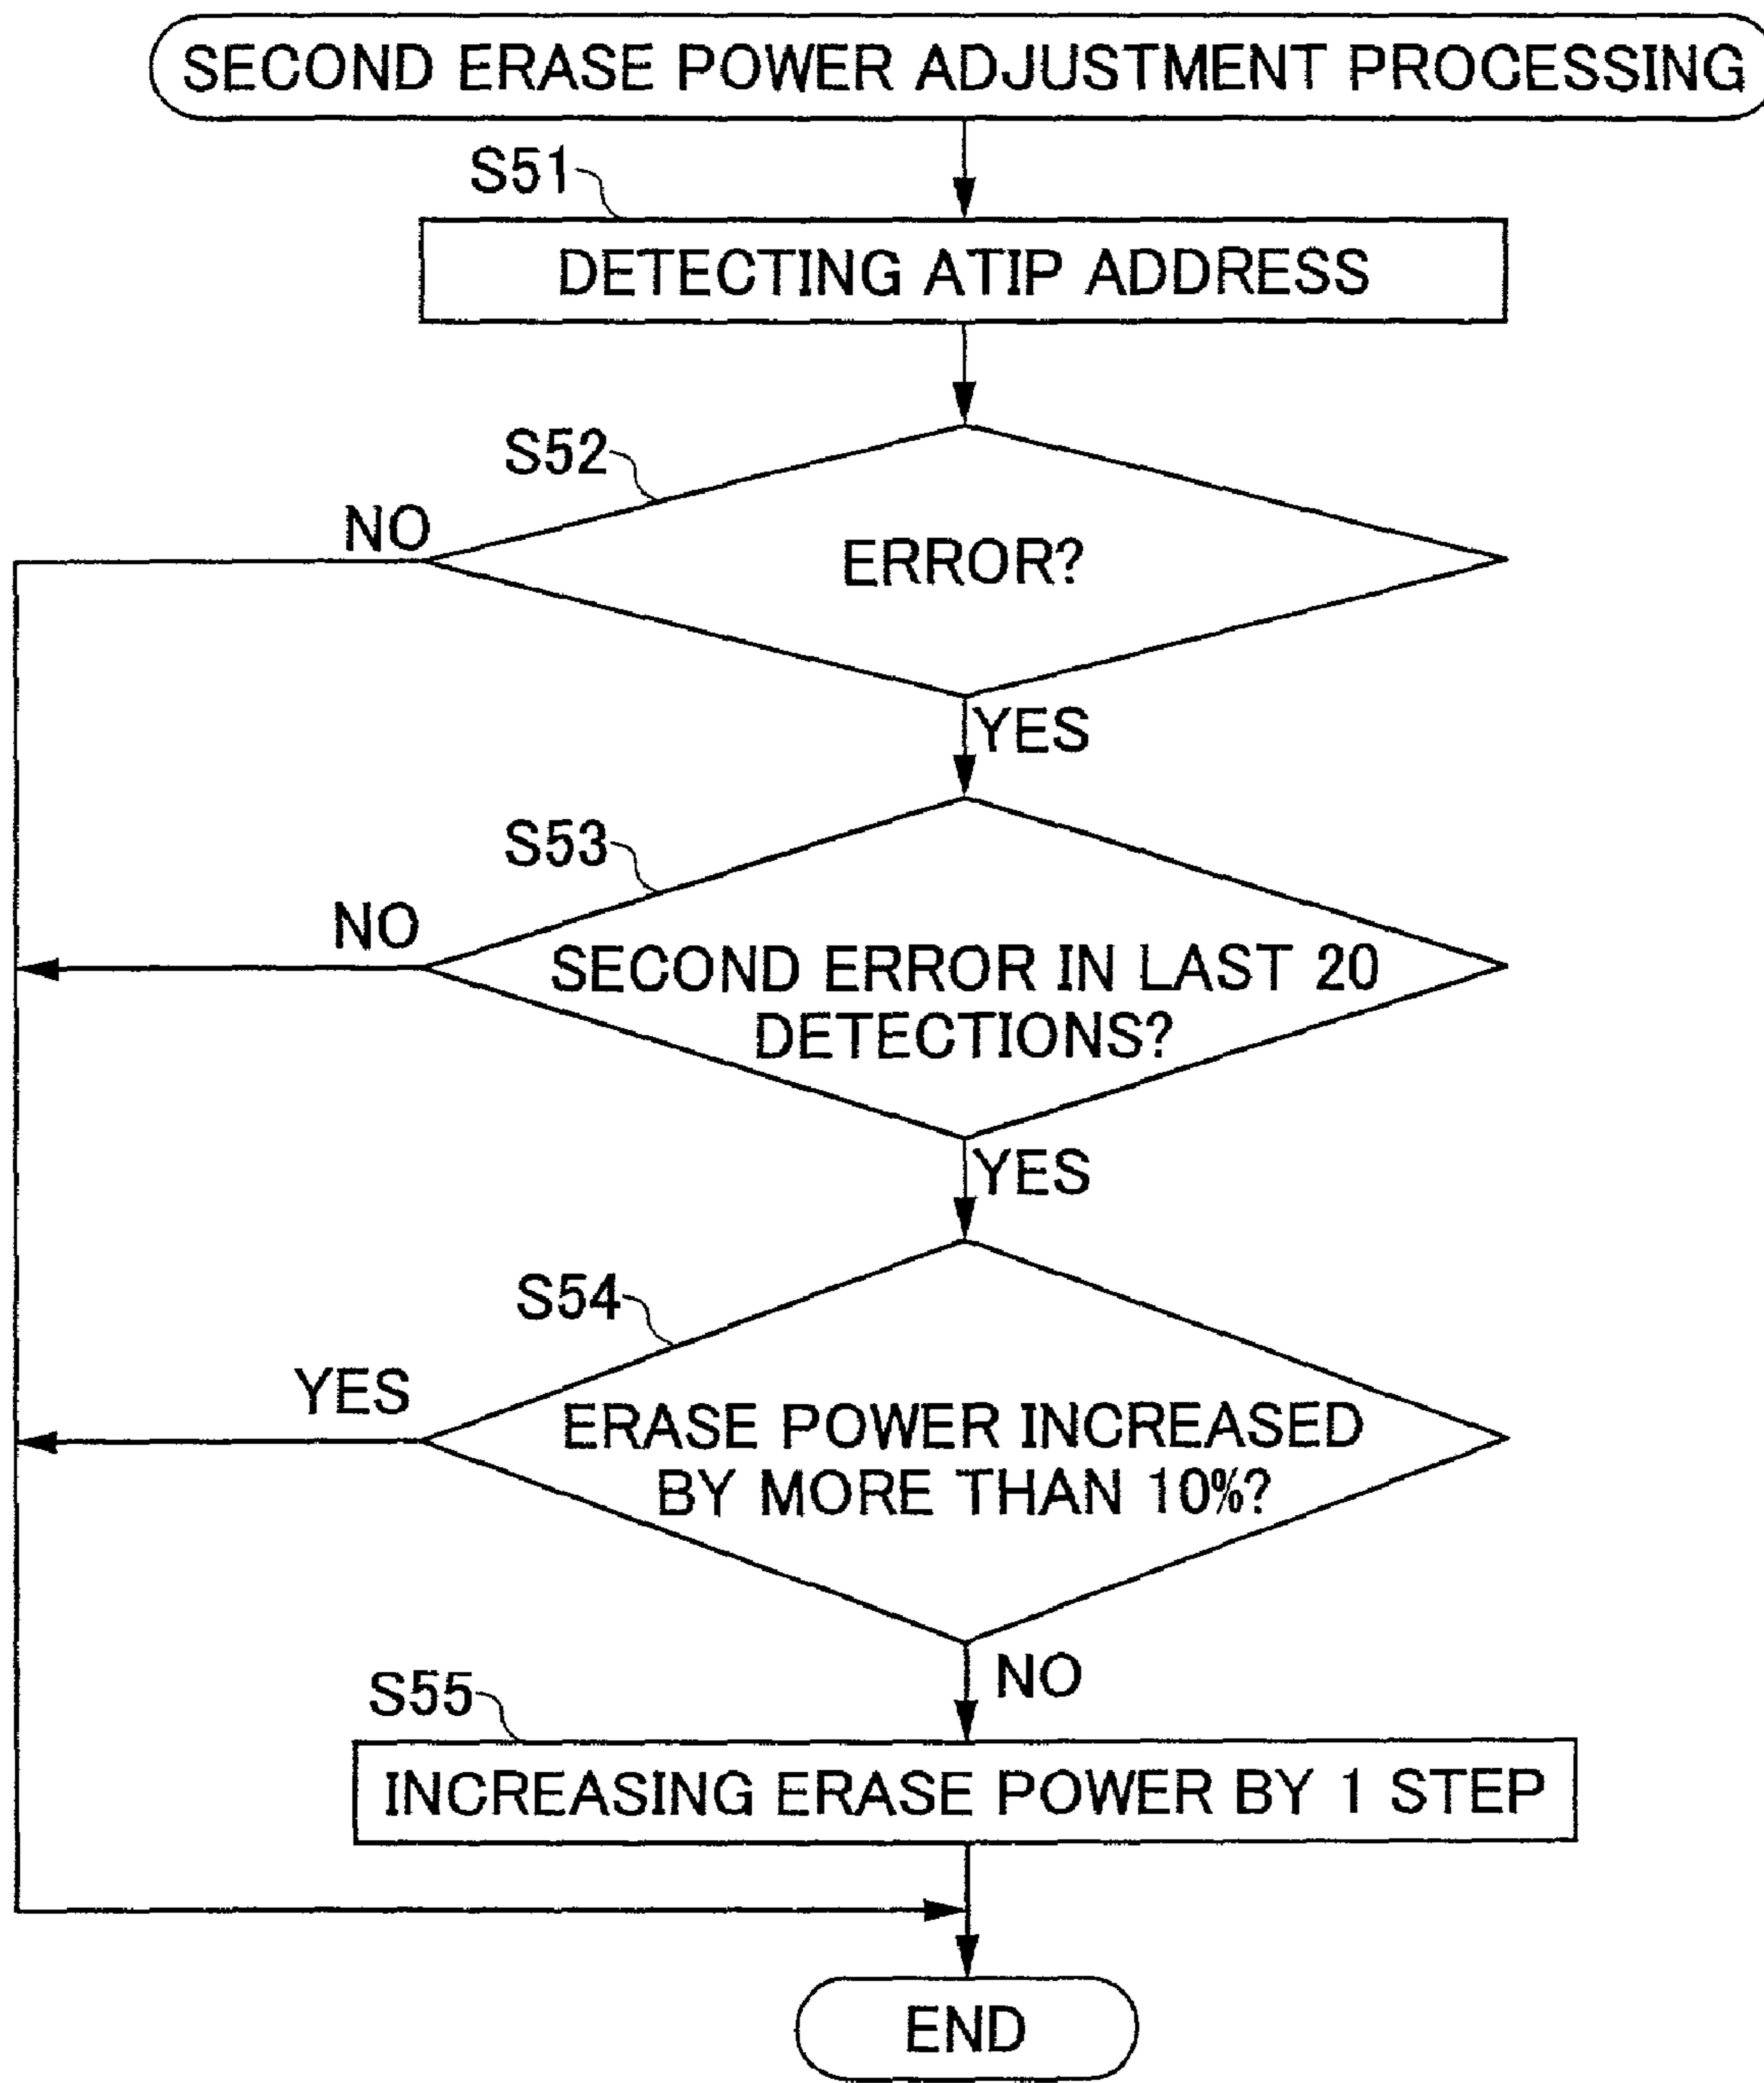 SECOND ERASE POWER ADJUSTMENT PROCESSING
S51
DETECTING ATIP ADDRESS
S52
NO
ERROR?
YES
S53
NO
SECOND ERROR IN LAST 20
DETECTIONS?
YES
S54
YES
ERASE POWER INCREASED
BY MORE THAN 10%?
NO
S55
INCREASING ERASE POWER BY 1 STEP
END